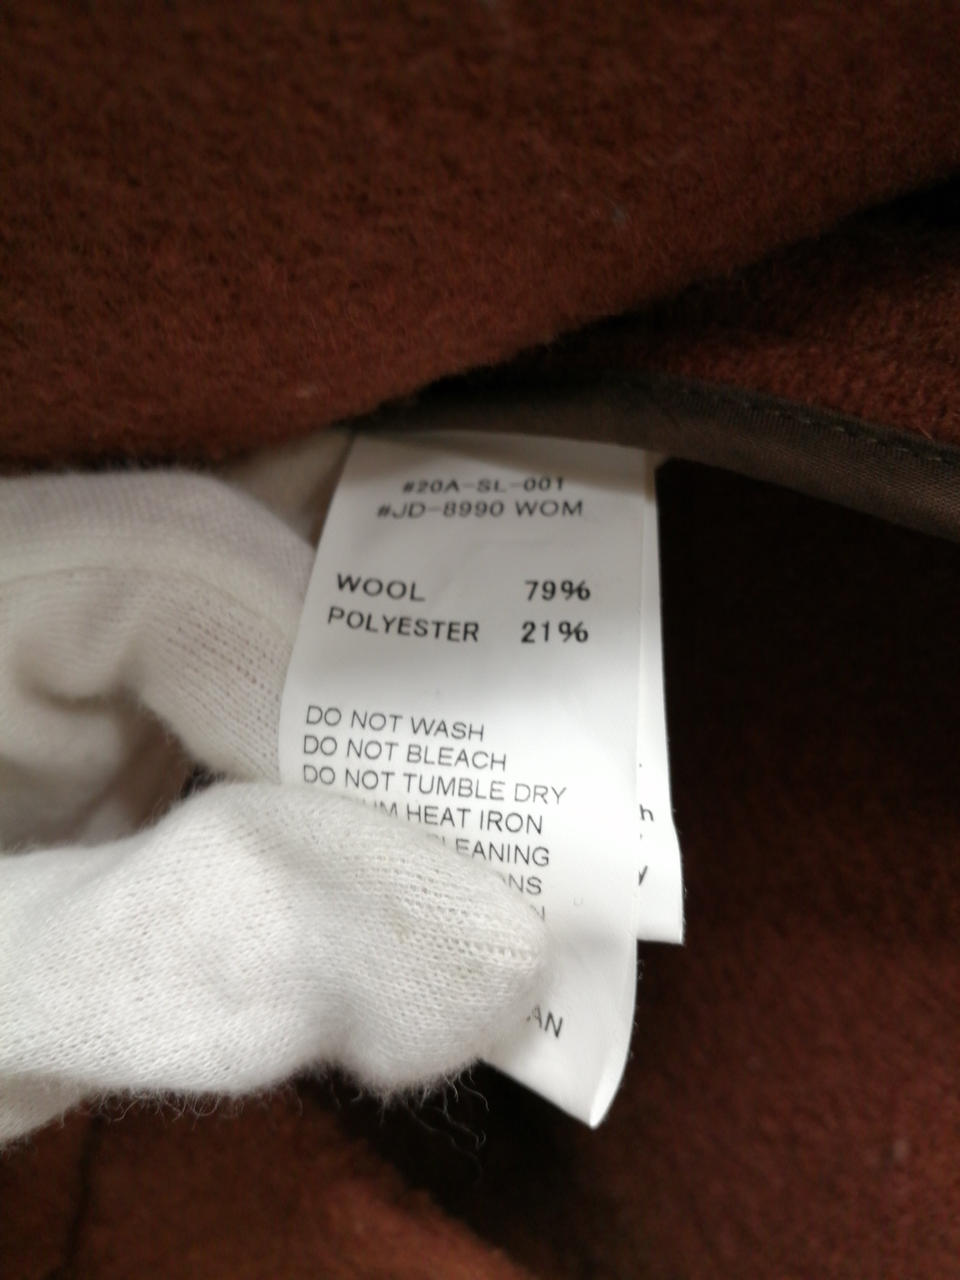 #20A-SL-001
#JD-8990 WOM
WOOL 79%
POLYESTER 21%
DO NOT WASH
DO NOT BLEACH
DO NOT TUMBLE DRY
HEAT IRON